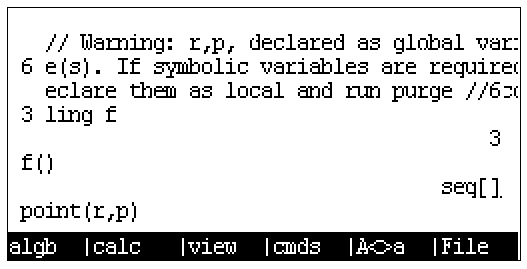 // Warning: r,p, declared as global vari
6 e(s). If symbolic variables are required
eclare them as local and run purge //6:
3 ling f
3
f()
seq[]
point(r,p)
algb |calc |view |cmds |A<>a |File